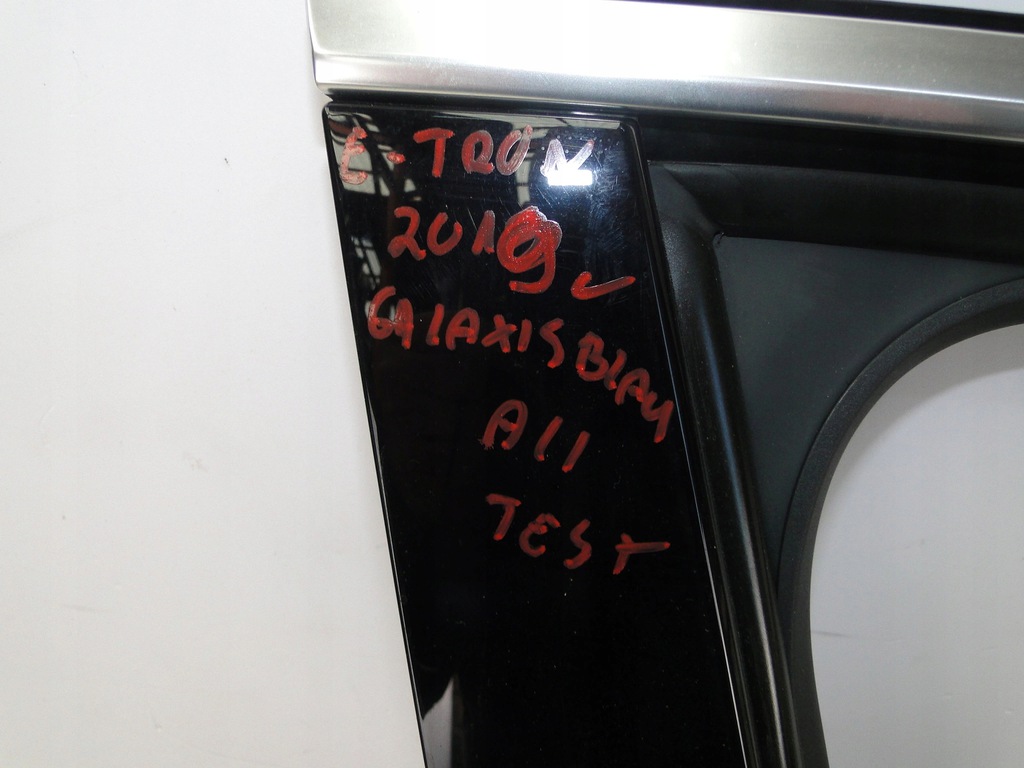 E-TRON
2019 ✓
GALAXISBLAU
A11
TEST